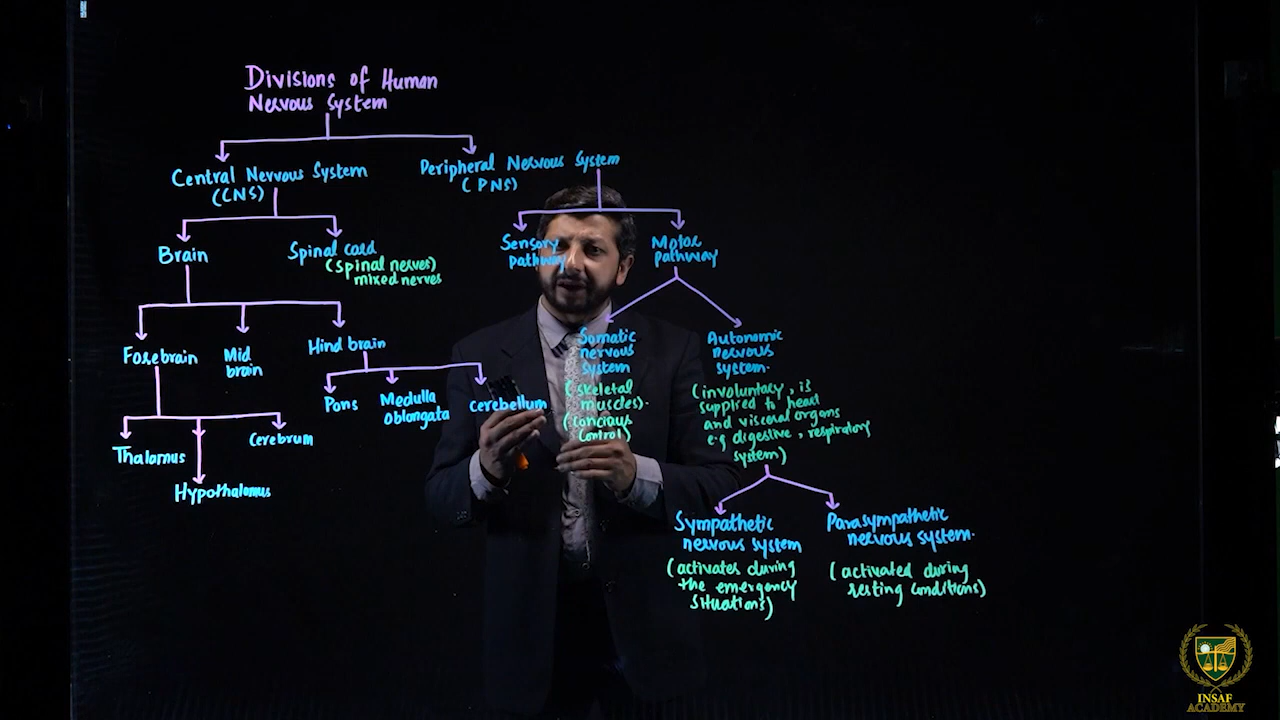 Divisions of Human
Nervous System
Central Nervous System
(CNS)
Peripheral Nervous System
(PNS)
Brain
Spinal cord
(Spinal nerves)
mixed nerves
Sensory
pathway
Motor
pathway
Forebrain
Mid
brain
Hind brain
Pons
Medulla
oblongata
cerebellum
Thalamus
Hypothalamus
Cerebrum
Somatic
nervous
system
(skeletal
muscles).
(concious
control)
Autonomic
nervous
system.
(involuntary, is
supplied to heart
and visceral organs
e.g digestive, respiratory
system)
Sympathetic
nervous system
(activates during
the emergency
situations)
Parasympathetic
nervous system.
(activated during
resting conditions)
INSAF
ACADEMY